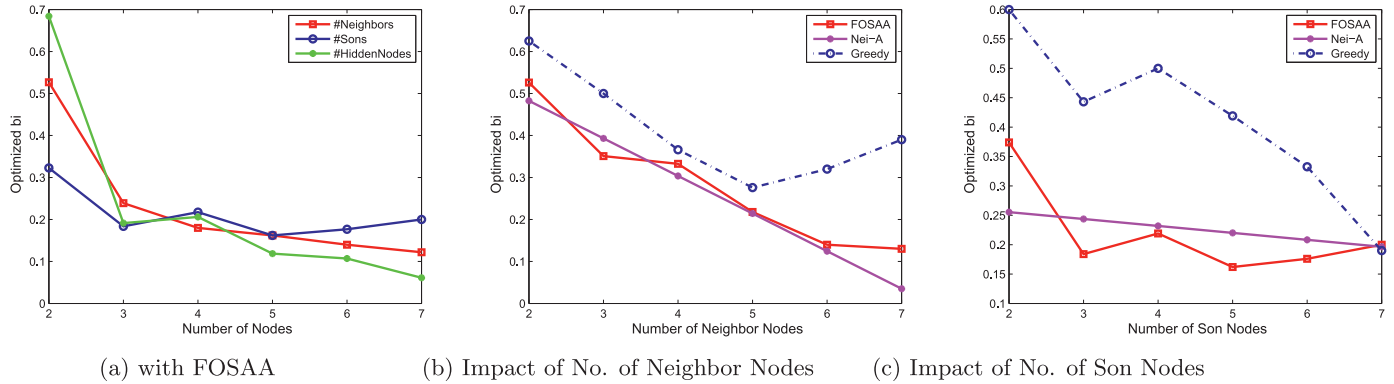 0.7
0.6
0.5
0.4
0.3
0.2
0.1
0
Optimized bi
2 3 4 5 6 7
Number of Nodes
#Neighbors
#Sons
#HiddenNodes
(a) with FOSAA
0.7
0.6
0.5
0.4
0.3
0.2
0.1
0
Optimized bi
2 3 4 5 6 7
Number of Neighbor Nodes
FOSAA
Nei-A
Greedy
(b) Impact of No. of Neighbor Nodes
0.6
0.55
0.5
0.45
0.4
0.35
0.3
0.25
0.2
0.15
0.1
Optimized bi
2 3 4 5 6 7
Number of Son Nodes
FOSAA
Nei-A
Greedy
(c) Impact of No. of Son Nodes